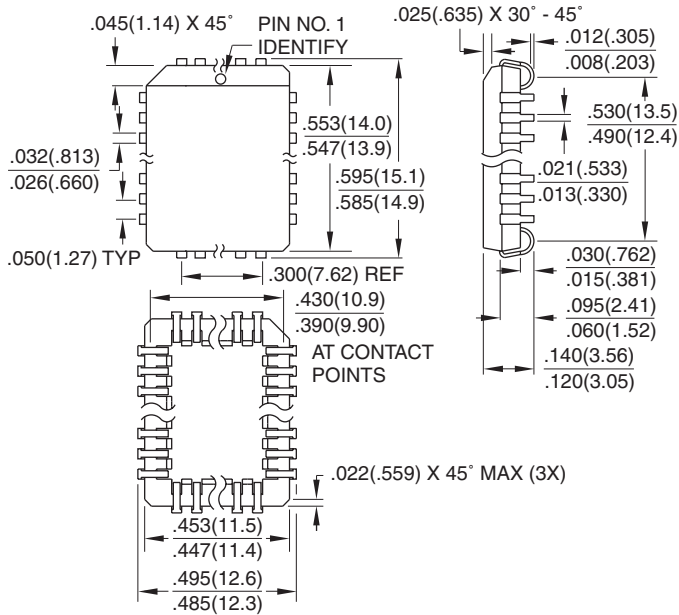 .045(1.14) X 45˚
PIN NO. 1
IDENTIFY
.025(.635) X 30˚ - 45˚
.012(.305)
.008(.203)
.553(14.0)
.547(13.9)
.530(13.5)
.490(12.4)
.032(.813)
.026(.660)
.595(15.1)
.585(14.9)
.021(.533)
.013(.330)
.050(1.27) TYP
.300(7.62) REF
.030(.762)
.015(.381)
.430(10.9)
.390(9.90)
AT CONTACT
POINTS
.095(2.41)
.060(1.52)
.140(3.56)
.120(3.05)
.022(.559) X 45˚ MAX (3X)
.453(11.5)
.447(11.4)
.495(12.6)
.485(12.3)